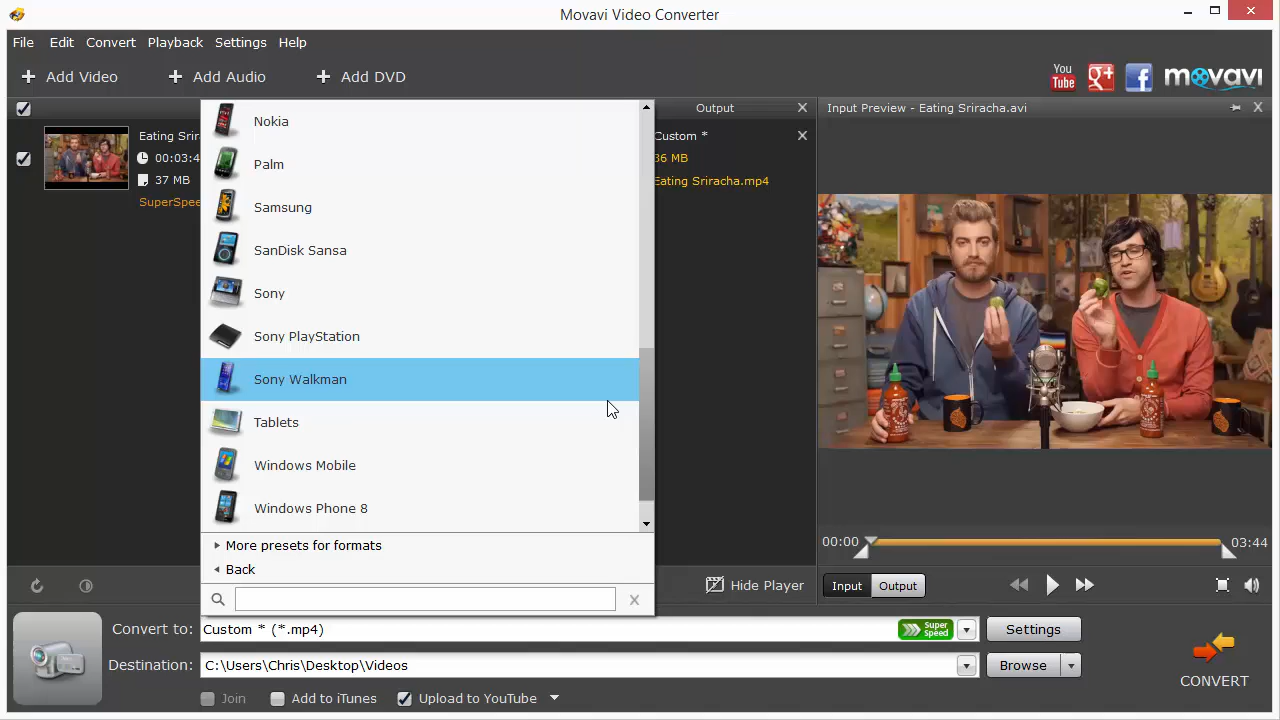 Movavi Video Converter
File Edit Convert Playback Settings Help
+ Add Video + Add Audio + Add DVD
You Tube g+ f movavi
Output
Input Preview - Eating Sriracha.avi
Eating Srir
00:03:4
37 MB
SuperSpee
Custom *
36 MB
Eating Sriracha.mp4
Nokia
Palm
Samsung
SanDisk Sansa
Sony
Sony PlayStation
Sony Walkman
Tablets
Windows Mobile
Windows Phone 8
More presets for formats
Back
00:00 03:44
Hide Player Input Output
Convert to: Custom * (*.mp4) Super Speed Settings
Destination: C:\Users\Chris\Desktop\Videos Browse
Join Add to iTunes Upload to YouTube
CONVERT